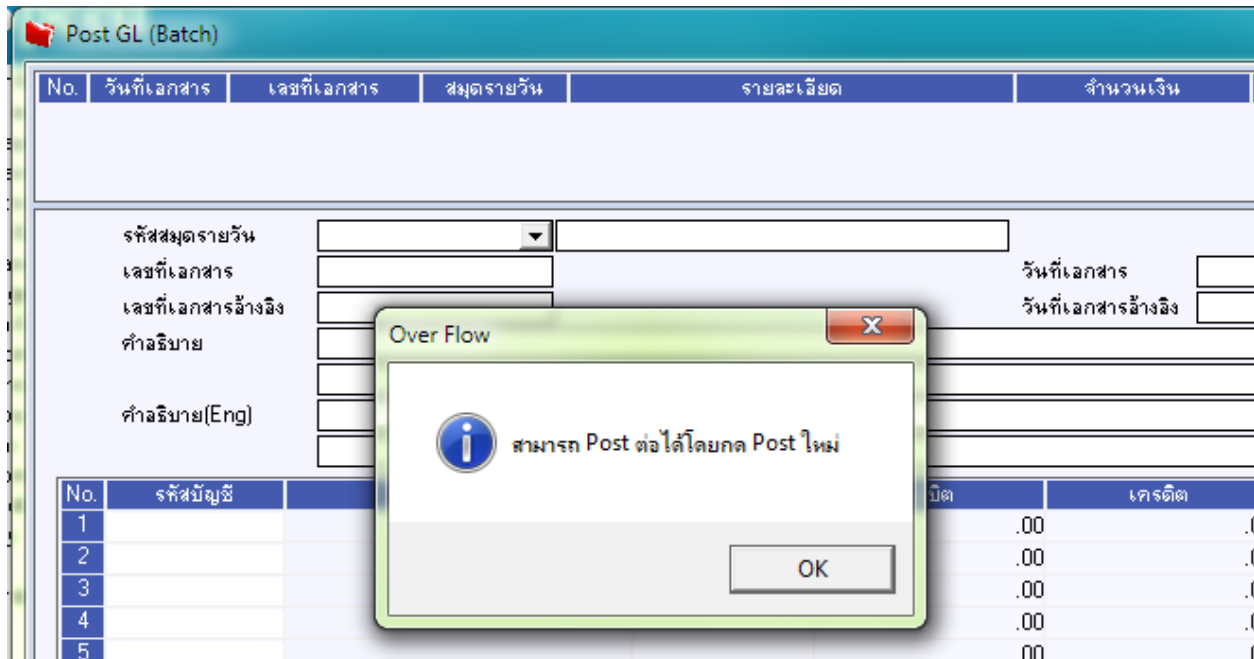 Post GL (Batch)
No. วันที่เอกสาร เลขที่เอกสาร สมุดรายวัน รายละเอียด จำนวนเงิน
รหัสสมุดรายวัน
เลขที่เอกสาร วันที่เอกสาร
เลขที่เอกสารอ้างอิง วันที่เอกสารอ้างอิง
คำอธิบาย
คำอธิบาย(Eng)
Over Flow
สามารถ Post ต่อได้โดยกด Post ใหม่
OK
No. รหัสบัญชี เครดิต
1 .00
2 .00
3 .00
4 .00
5 .00